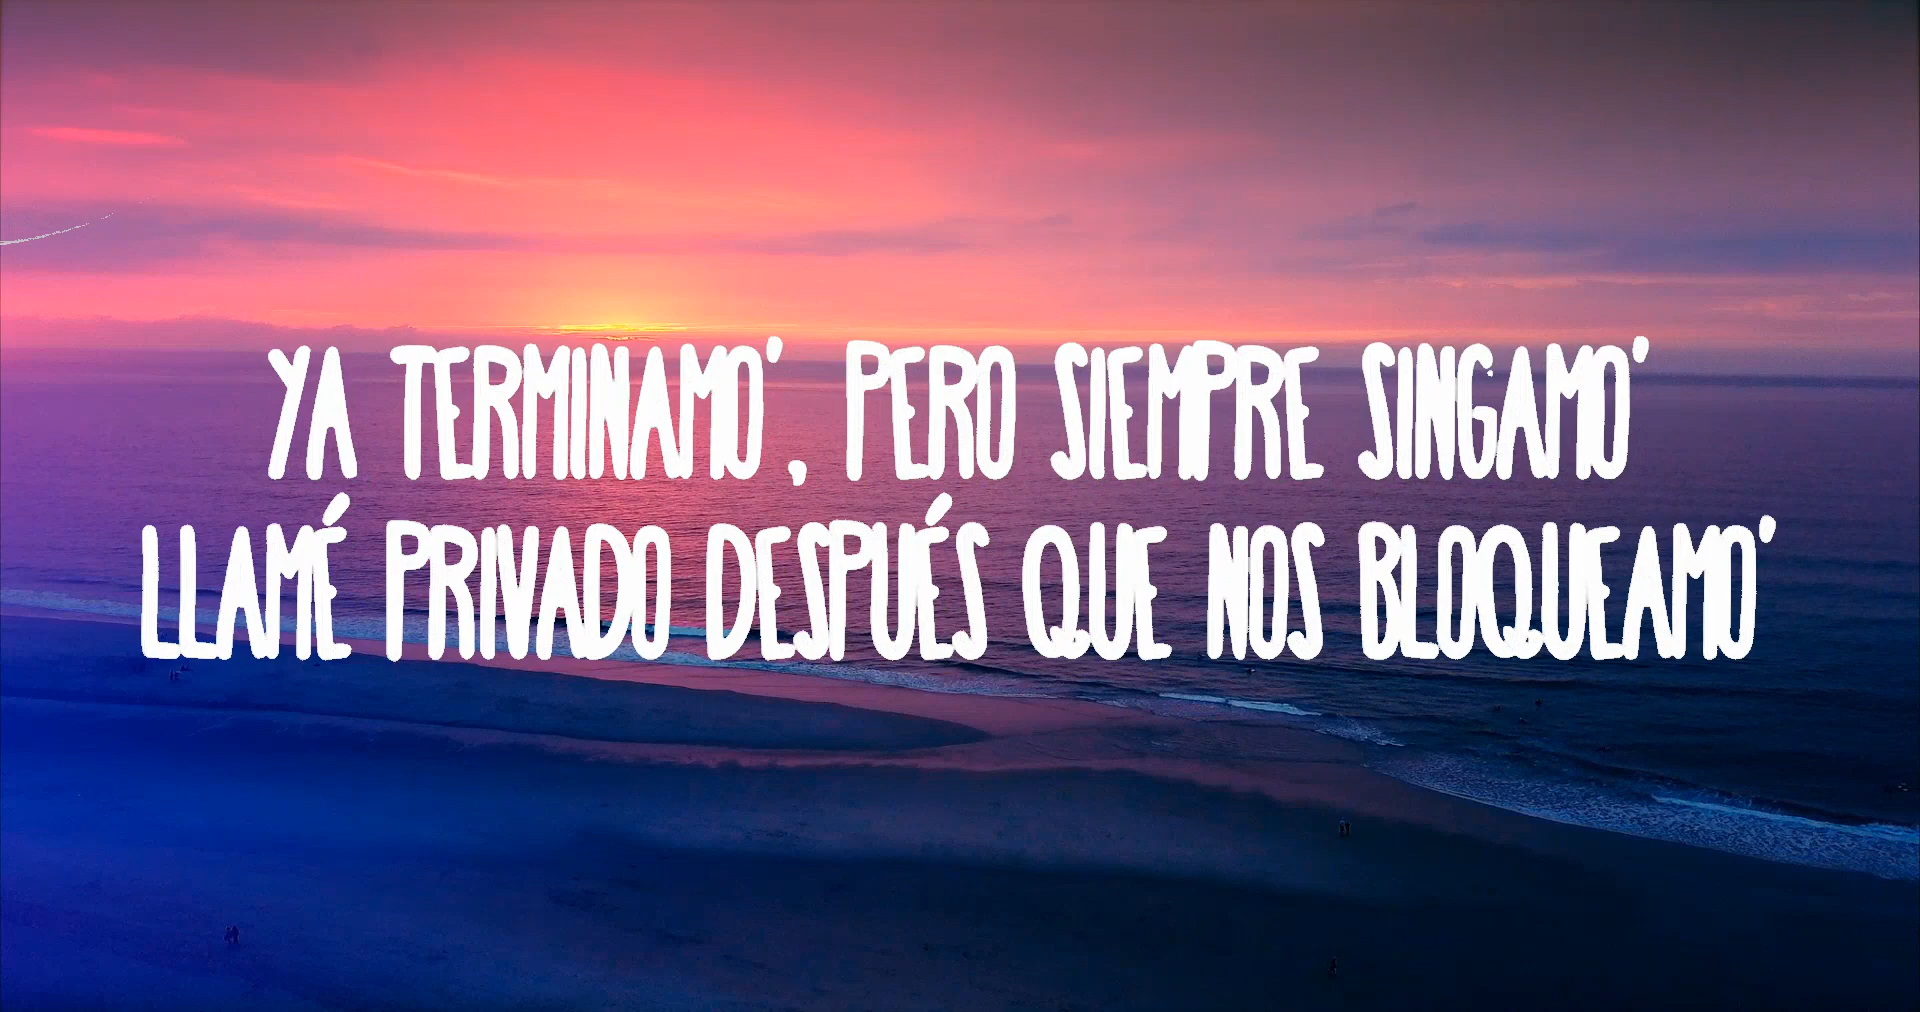 YA TERMINAMO', PERO SIEMPRE SINGAMO'
LLAMÉ PRIVADO DESPUÉS QUE NOS BLOQUEAMO'